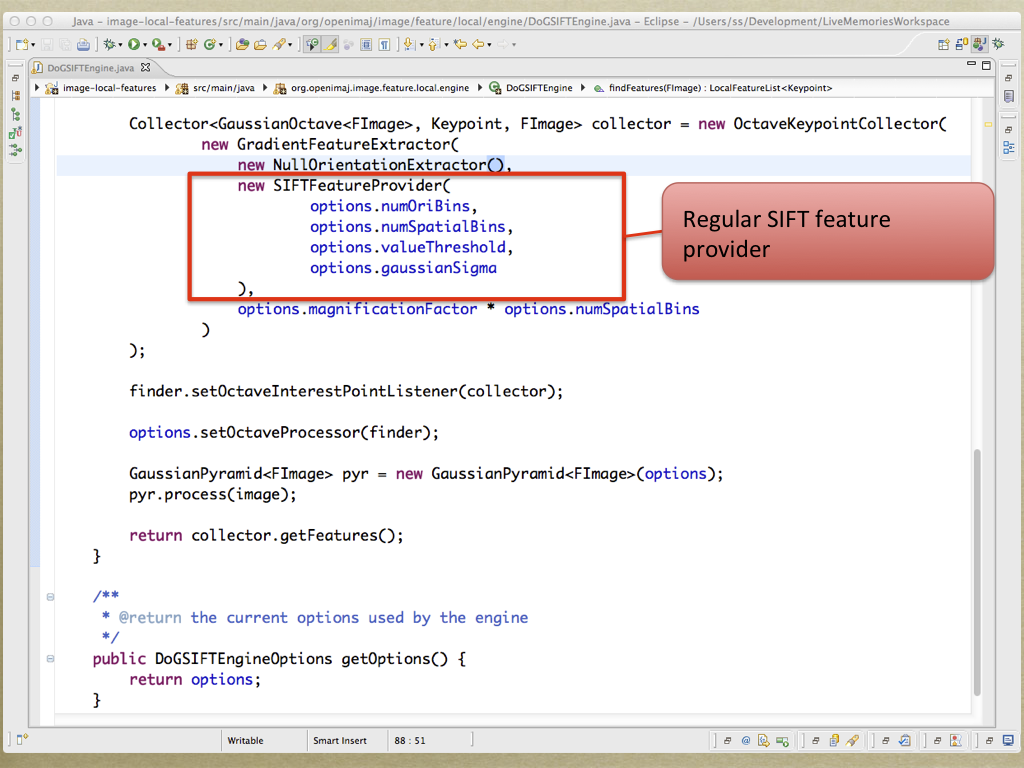 Java – image-local-features/src/main/java/org/openimaj/image/feature/local/engine/DoGSIFTEngine.java – Eclipse – /Users/ss/Development/LiveMemoriesWorkspace
DoGSIFTEngine.java
image-local-features src/main/java org.openimaj.image.feature.local.engine DoGSIFTEngine findFeatures(FImage) : LocalFeatureList<Keypoint>
Collector<GaussianOctave<FImage>, Keypoint, FImage> collector = new OctaveKeypointCollector(
new GradientFeatureExtractor(
new NullOrientationExtractor(),
new SIFTFeatureProvider(
options.numOriBins,
options.numSpatialBins,
options.valueThreshold,
options.gaussianSigma
),
options.magnificationFactor * options.numSpatialBins
)
);
Regular SIFT feature
provider
finder.setOctaveInterestPointListener(collector);
options.setOctaveProcessor(finder);
GaussianPyramid<FImage> pyr = new GaussianPyramid<FImage>(options);
pyr.process(image);
return collector.getFeatures();
}
/**
* @return the current options used by the engine
*/
public DoGSIFTEngineOptions getOptions() {
return options;
}
Writable Smart Insert 88 : 51